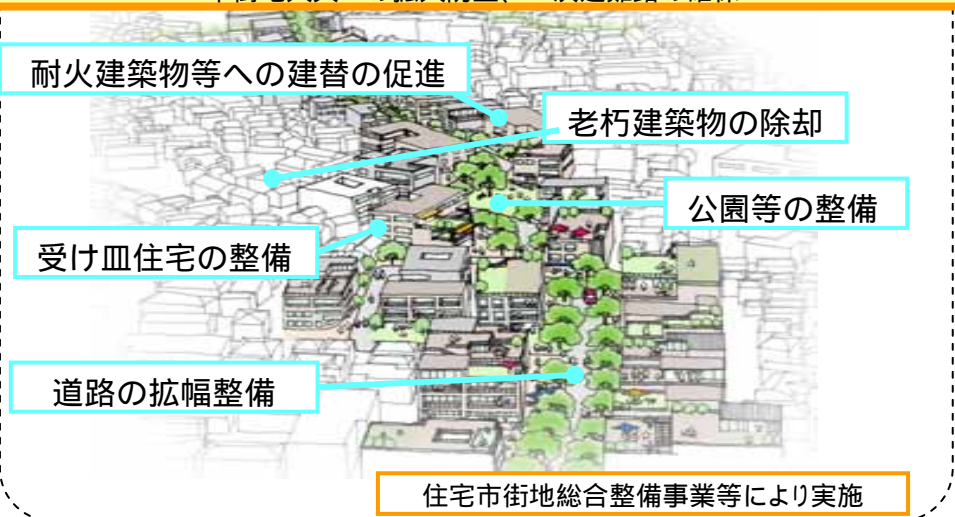 耐火建築物等への建替の促進
老朽建築物の除却
公園等の整備
受け皿住宅の整備
道路の拡幅整備
住宅市街地総合整備事業等により実施